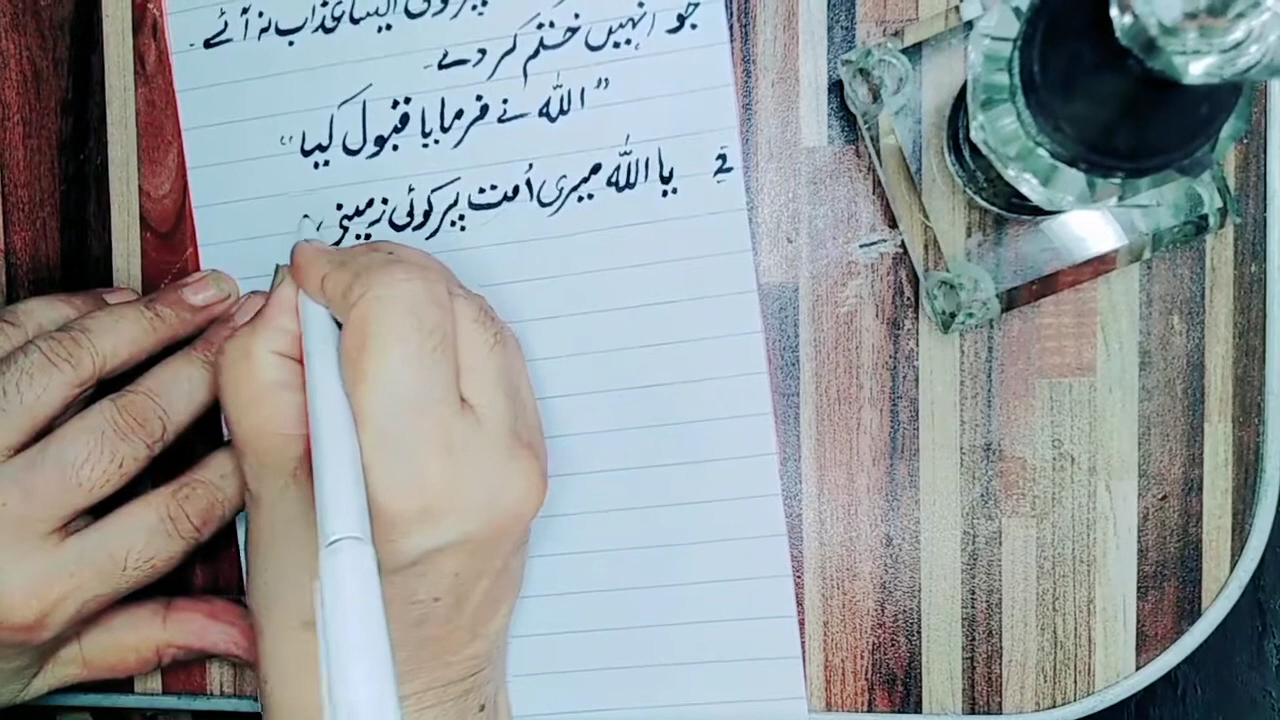 پر کوئی ایسا عذاب نہ آئے۔
جو انہیں ختم کر دے۔
”اللہ نے فرمایا قبول کیا“
2 یا اللہ میری اُمت پر کوئی زمینی